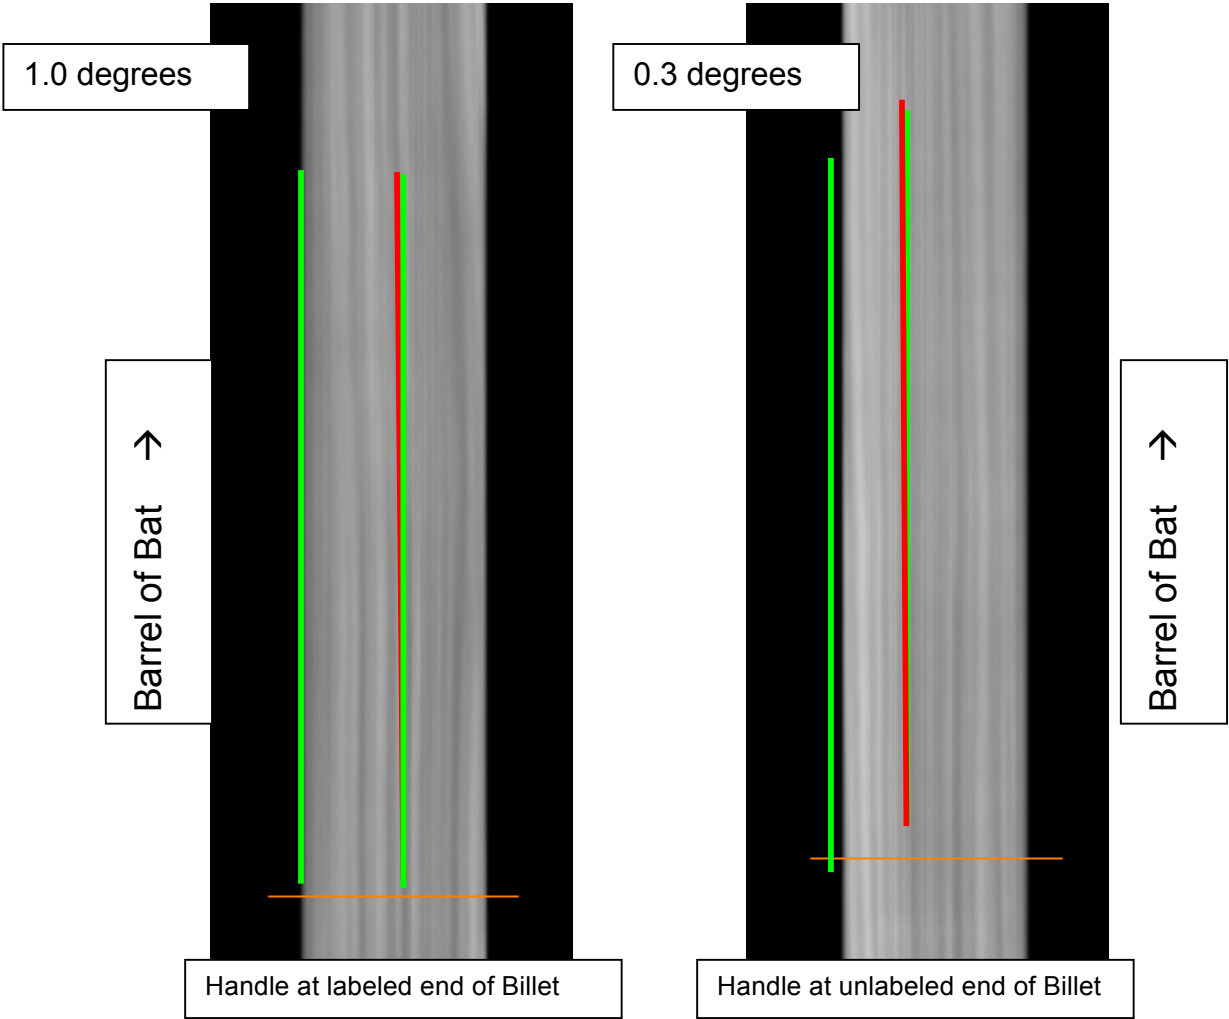 1.0 degrees
0.3 degrees
Barrel of Bat →
Barrel of Bat →
Handle at labeled end of Billet
Handle at unlabeled end of Billet